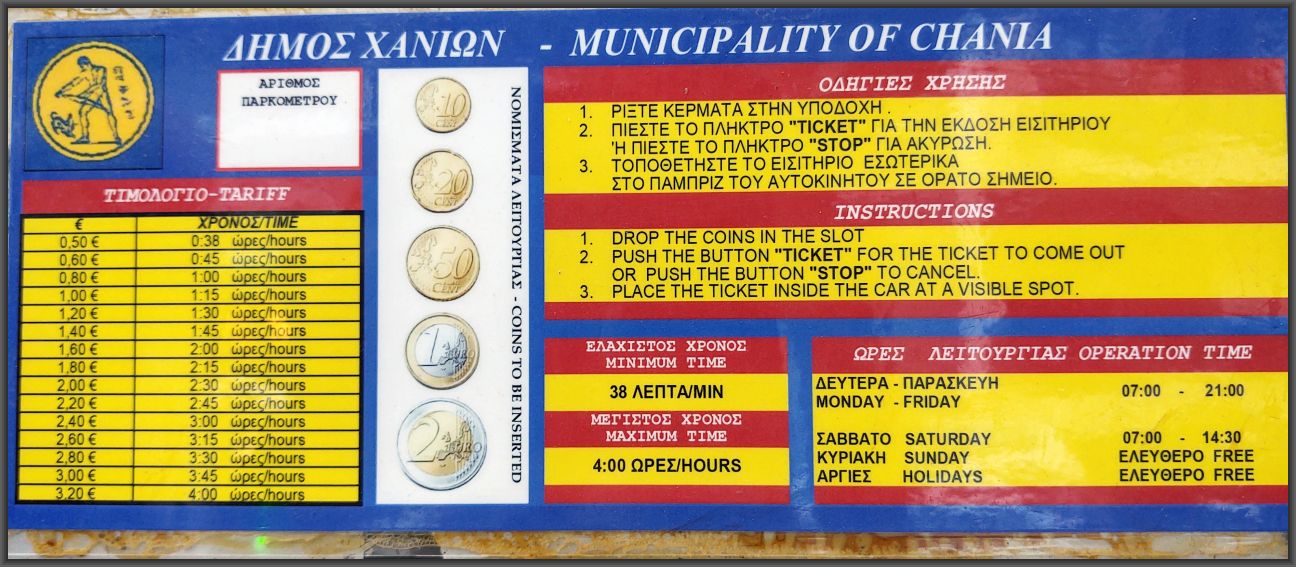 ΔΗΜΟΣ ΧΑΝΙΩΝ - MUNICIPALITY OF CHANIA
ΑΡΙΘΜΟΣ
ΠΑΡΚΟΜΕΤΡΟΥ
ΤΙΜΟΛΟΓΙΟ-TARIFF
€ ΧΡΟΝΟΣ/TIME
0,50 € 0:38 ώρες/hours
0,60 € 0:45 ώρες/hours
0,80 € 1:00 ώρες/hours
1,00 € 1:15 ώρες/hours
1,20 € 1:30 ώρες/hours
1,40 € 1:45 ώρες/hours
1,60 € 2:00 ώρες/hours
1,80 € 2:15 ώρες/hours
2,00 € 2:30 ώρες/hours
2,20 € 2:45 ώρες/hours
2,40 € 3:00 ώρες/hours
2,60 € 3:15 ώρες/hours
2,80 € 3:30 ώρες/hours
3,00 € 3:45 ώρες/hours
3,20 € 4:00 ώρες/hours
10
CENT
20
CENT
50
CENT
1 EURO
2 EURO
ΝΟΜΙΣΜΑΤΑ ΛΕΙΤΟΥΡΓΙΑΣ - COINS TO BE INSERTED
ΟΔΗΓΙΕΣ ΧΡΗΣΗΣ
1. ΡΙΞΤΕ ΚΕΡΜΑΤΑ ΣΤΗΝ ΥΠΟΔΟΧΗ .
2. ΠΙΕΣΤΕ ΤΟ ΠΛΗΚΤΡΟ "TICKET" ΓΙΑ ΤΗΝ ΕΚΔΟΣΗ ΕΙΣΙΤΗΡΙΟΥ
Ή ΠΙΕΣΤΕ ΤΟ ΠΛΗΚΤΡΟ "STOP" ΓΙΑ ΑΚΥΡΩΣΗ.
3. ΤΟΠΟΘΕΤΗΣΤΕ ΤΟ ΕΙΣΙΤΗΡΙΟ ΕΣΩΤΕΡΙΚΑ
ΣΤΟ ΠΑΜΠΡΙΖ ΤΟΥ ΑΥΤΟΚΙΝΗΤΟΥ ΣΕ ΟΡΑΤΟ ΣΗΜΕΙΟ.
INSTRUCTIONS
1. DROP THE COINS IN THE SLOT
2. PUSH THE BUTTON "TICKET" FOR THE TICKET TO COME OUT
OR PUSH THE BUTTON "STOP" TO CANCEL.
3. PLACE THE TICKET INSIDE THE CAR AT A VISIBLE SPOT.
ΕΛΑΧΙΣΤΟΣ ΧΡΟΝΟΣ
MINIMUM TIME
38 ΛΕΠΤΑ/MIN
ΜΕΓΙΣΤΟΣ ΧΡΟΝΟΣ
MAXIMUM TIME
4:00 ΩΡΕΣ/HOURS
ΩΡΕΣ ΛΕΙΤΟΥΡΓΙΑΣ OPERATION TIME
ΔΕΥΤΕΡΑ - ΠΑΡΑΣΚΕΥΗ 07:00 - 21:00
MONDAY - FRIDAY
ΣΑΒΒΑΤΟ SATURDAY 07:00 - 14:30
ΚΥΡΙΑΚΗ SUNDAY ΕΛΕΥΘΕΡΟ FREE
ΑΡΓΙΕΣ HOLIDAYS ΕΛΕΥΘΕΡΟ FREE